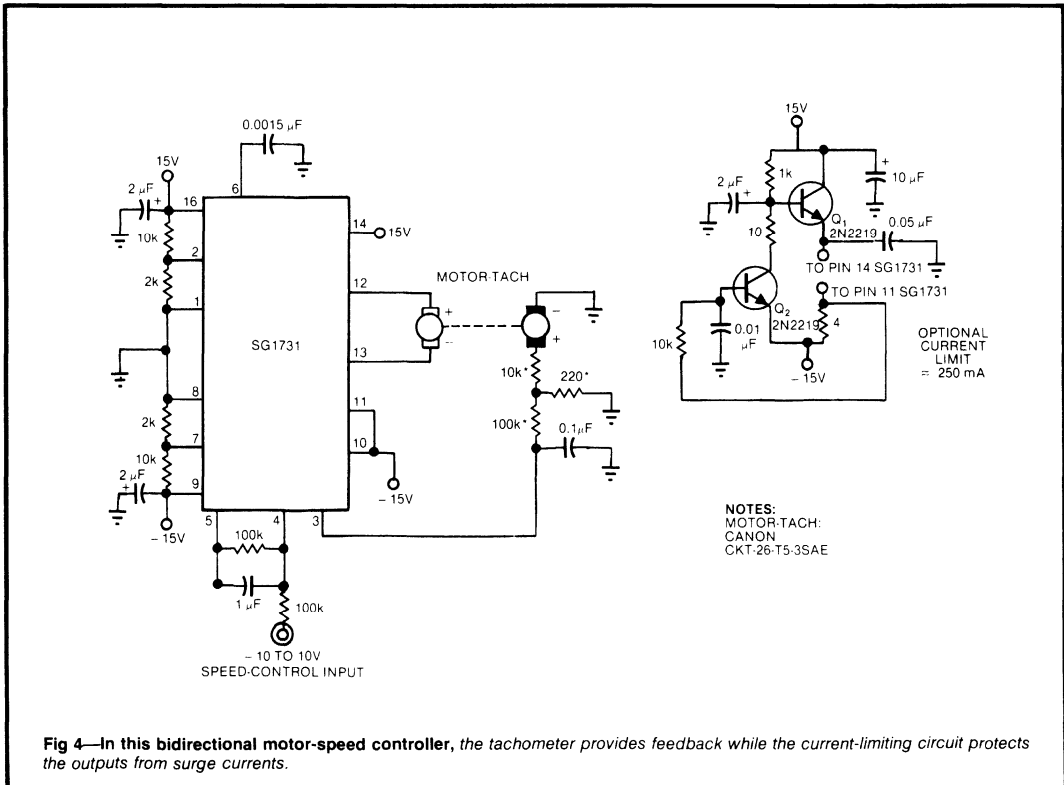 0.0015 µF
15V
6
2 µF
+
16
10k
2
2k
1
SG1731
8
2k
7
10k
2 µF
+
9
- 15V
5
4
3
100k
1 µF
100k
- 10 TO 10V
SPEED-CONTROL INPUT
14
15V
12
MOTOR-TACH
+
-
13
-
+
10k*
220*
100k*
0.1µF
11
10
- 15V
15V
1k
+
10 µF
2 µF
+
Q1
2N2219
0.05 µF
10
TO PIN 14 SG1731
TO PIN 11 SG1731
Q2
2N2219
4
10k
0.01
µF
- 15V
OPTIONAL
CURRENT
LIMIT
= 250 mA
NOTES:
MOTOR-TACH:
CANON
CKT-26-T5-3SAE
Fig 4—In this bidirectional motor-speed controller, the tachometer provides feedback while the current-limiting circuit protects
the outputs from surge currents.